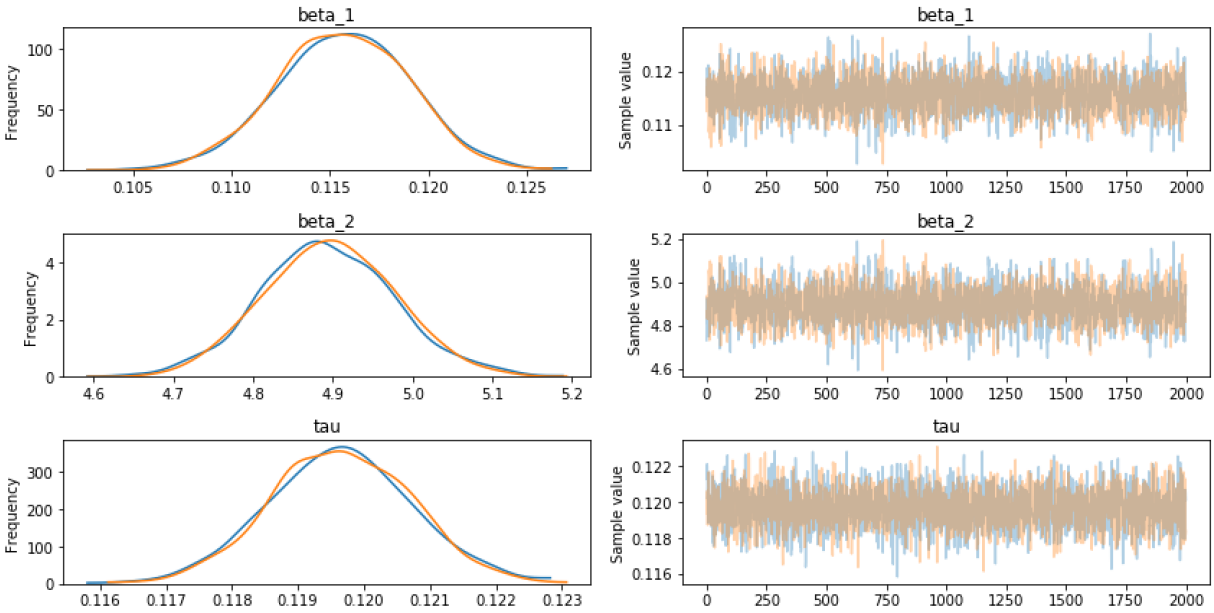 beta_1
beta_1
Frequency
100
50
0
0.105 0.110 0.115 0.120 0.125
Sample value
0.12
0.11
0 250 500 750 1000 1250 1500 1750 2000
beta_2
beta_2
Frequency
4
2
0
4.6 4.7 4.8 4.9 5.0 5.1 5.2
Sample value
5.2
5.0
4.8
4.6
0 250 500 750 1000 1250 1500 1750 2000
tau
tau
Frequency
300
200
100
0
0.116 0.117 0.118 0.119 0.120 0.121 0.122 0.123
Sample value
0.122
0.120
0.118
0.116
0 250 500 750 1000 1250 1500 1750 2000